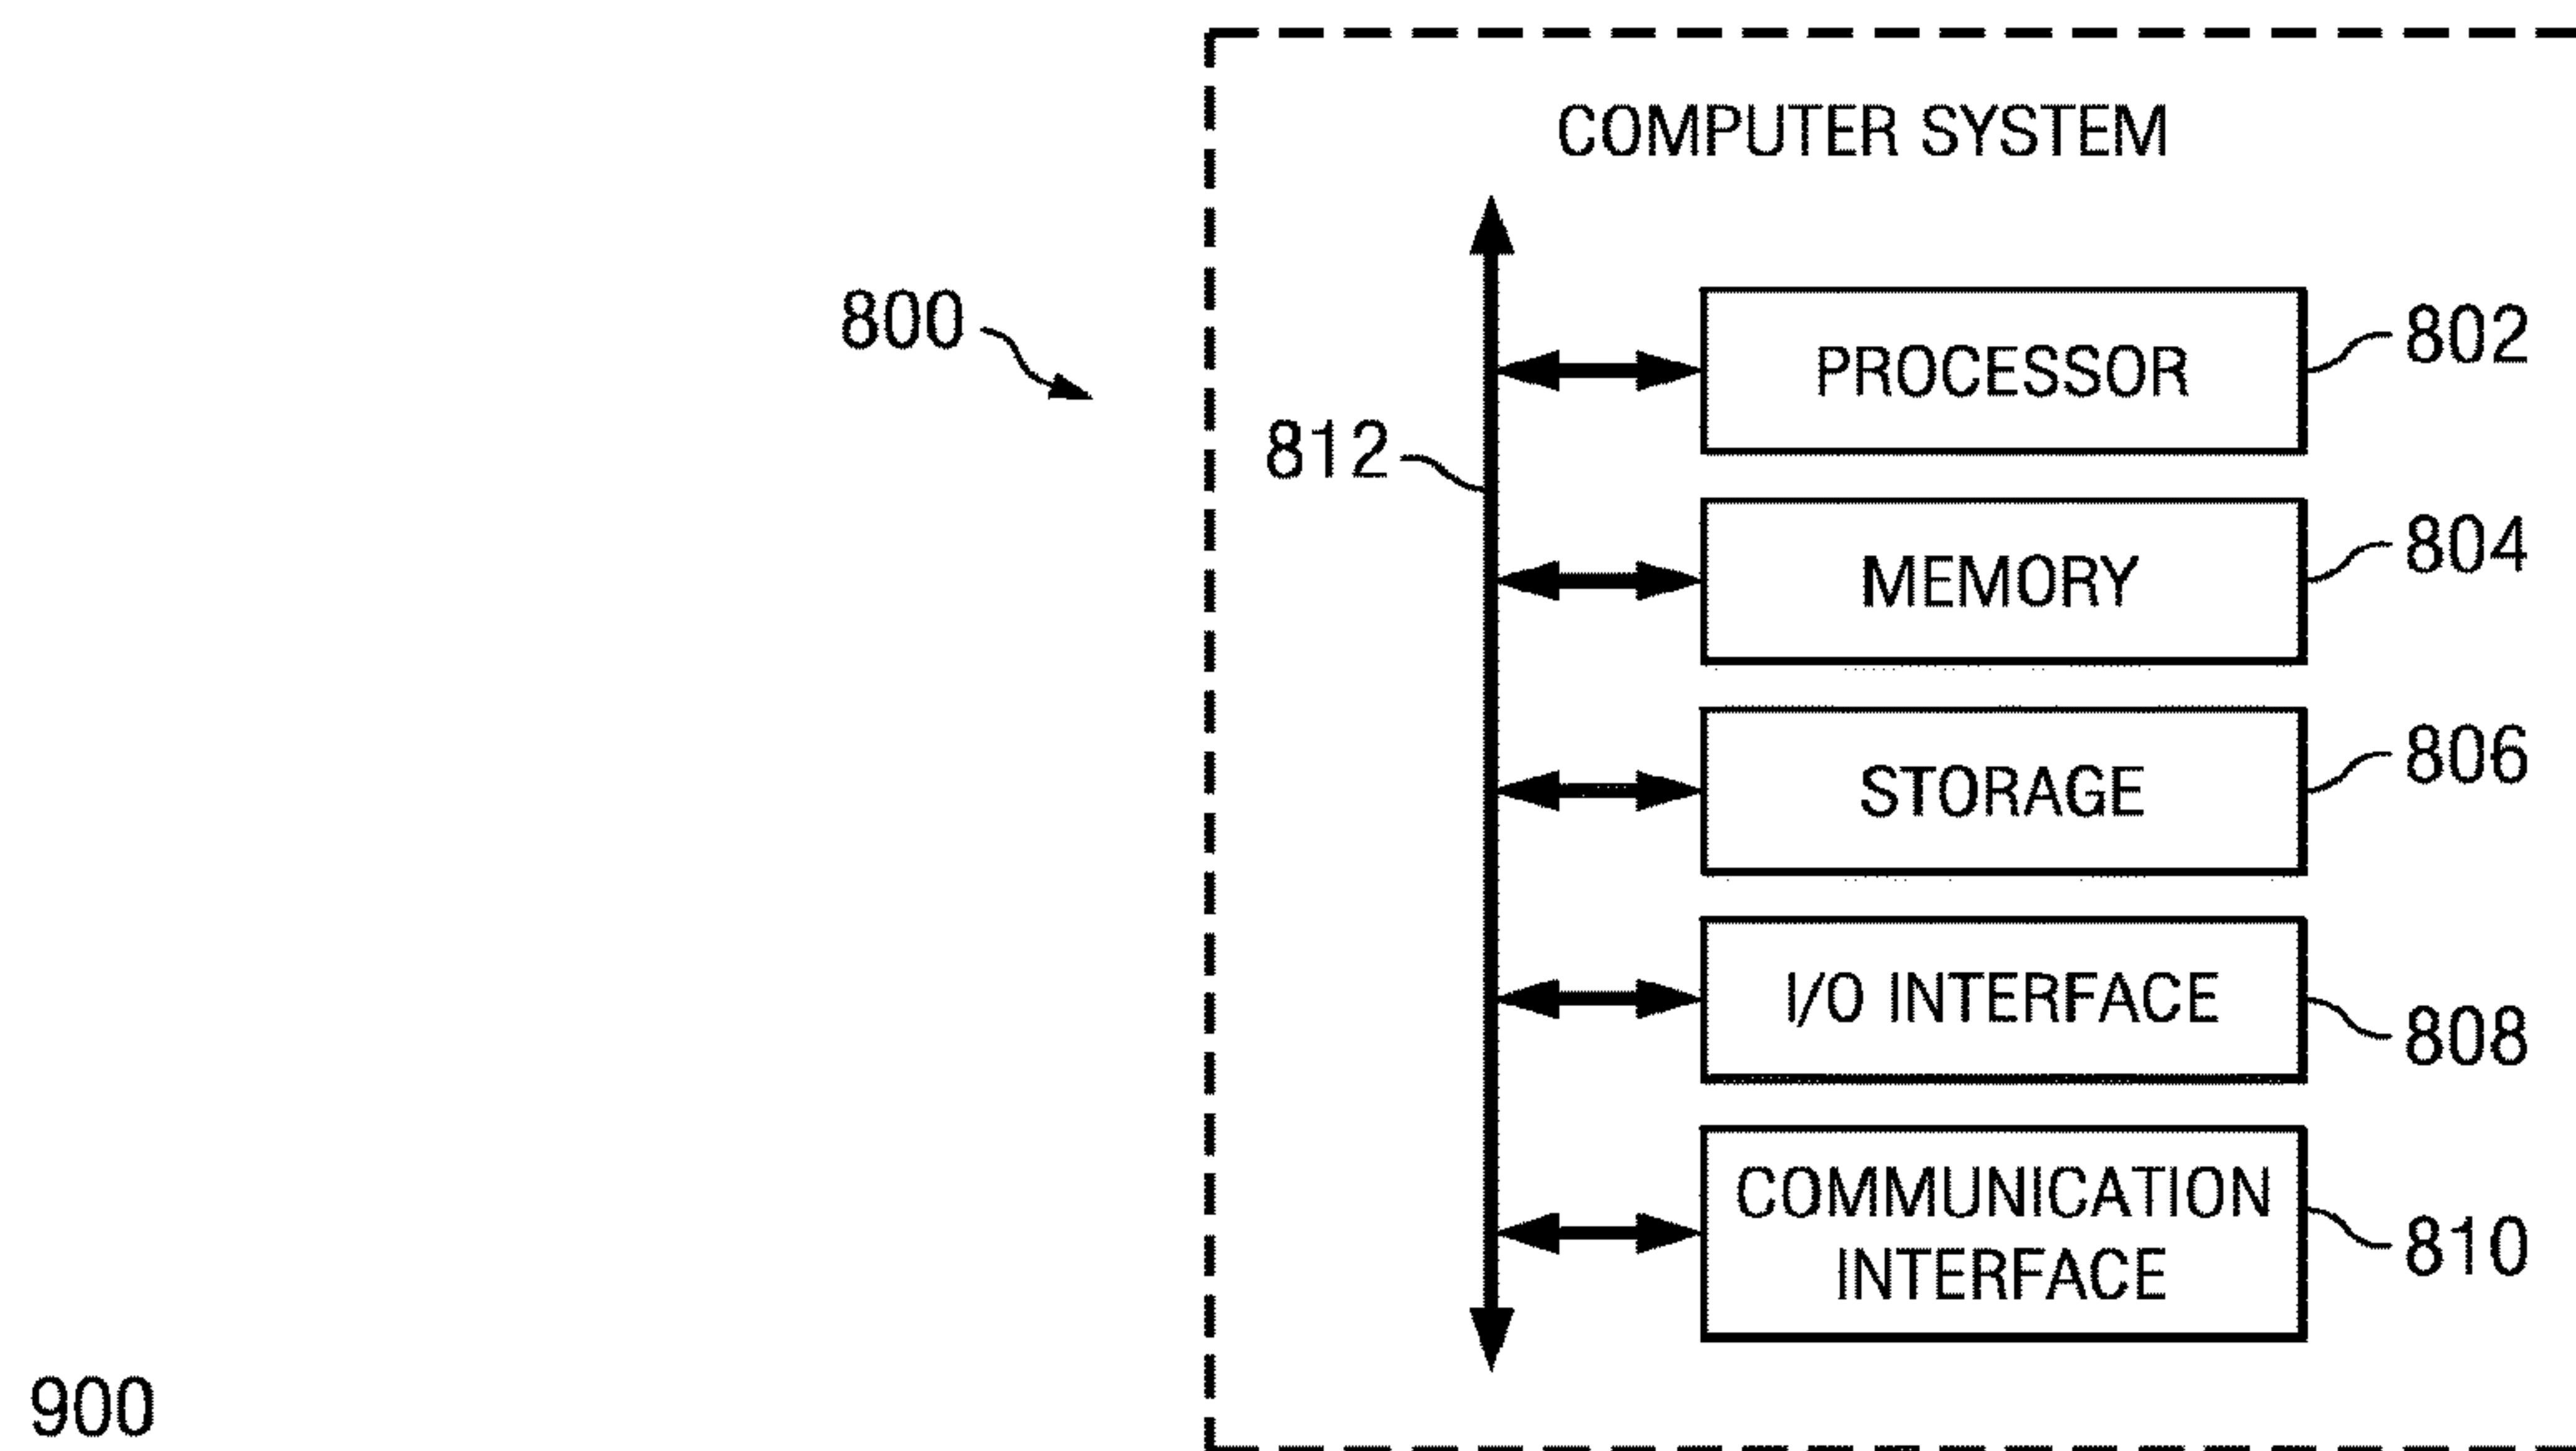 COMPUTER SYSTEM
800
PROCESSOR
802
812
MEMORY
804
STORAGE
806
I/O INTERFACE
808
COMMUNICATION
INTERFACE
810
900